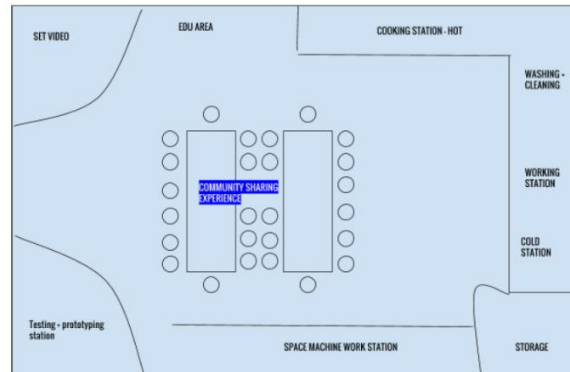 SET VIDEO
EDU AREA
COOKING STATION - HOT
WASHING +
CLEANING
COMMUNITY SHARING
EXPERIENCE
WORKING
STATION
COLD
STATION
Testing + prototyping
station
SPACE MACHINE WORK STATION
STORAGE